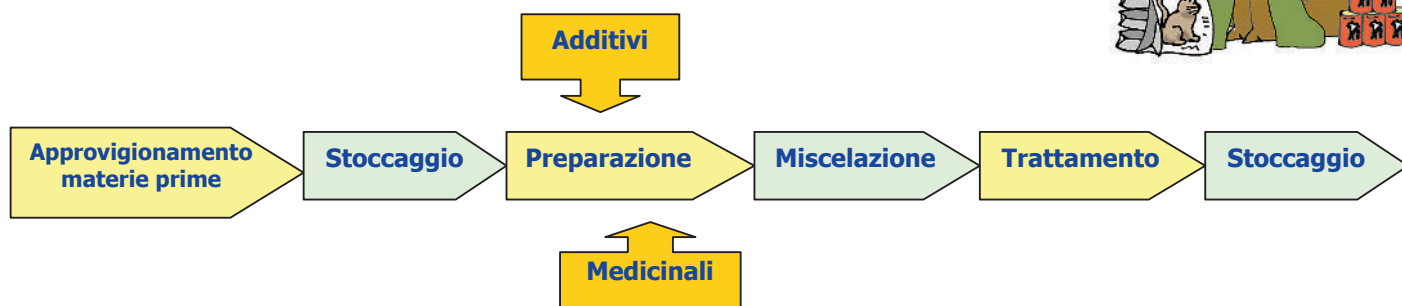 Additivi
Approvigionamento
materie prime
Stoccaggio
Preparazione
Miscelazione
Trattamento
Stoccaggio
Medicinali